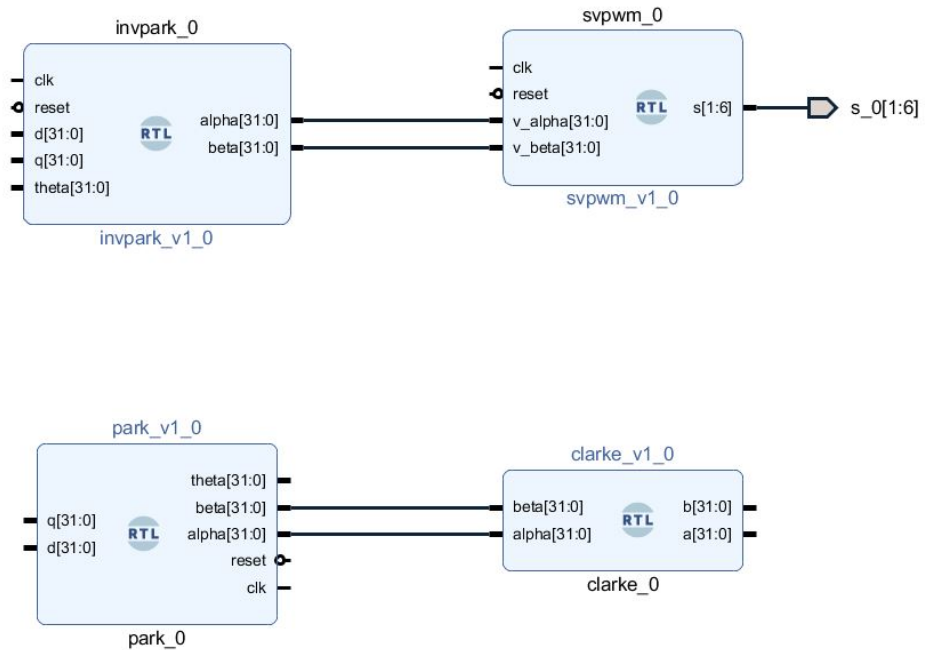 invpark_0
clk
reset
d[31:0]
q[31:0]
theta[31:0]
RTL
alpha[31:0]
beta[31:0]
invpark_v1_0
svpwm_0
clk
reset
v_alpha[31:0]
v_beta[31:0]
RTL
s[1:6]
svpwm_v1_0
s_0[1:6]
park_v1_0
q[31:0]
d[31:0]
RTL
theta[31:0]
beta[31:0]
alpha[31:0]
reset
clk
park_0
clarke_v1_0
beta[31:0]
alpha[31:0]
RTL
b[31:0]
a[31:0]
clarke_0